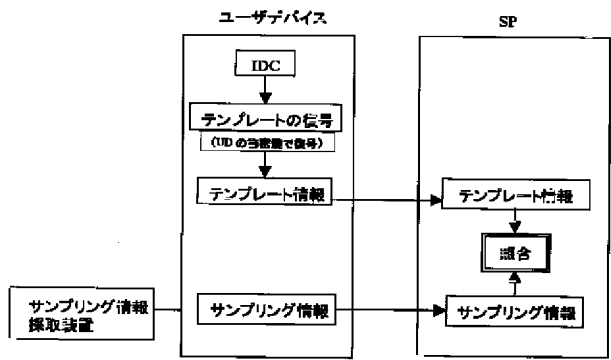 ユーザデバイス
SP
IDC
テンプレートの復号
(UDの秘密鍵で復号)
テンプレート情報
テンプレート情報
照合
サンプリング情報
採取装置
サンプリング情報
サンプリング情報